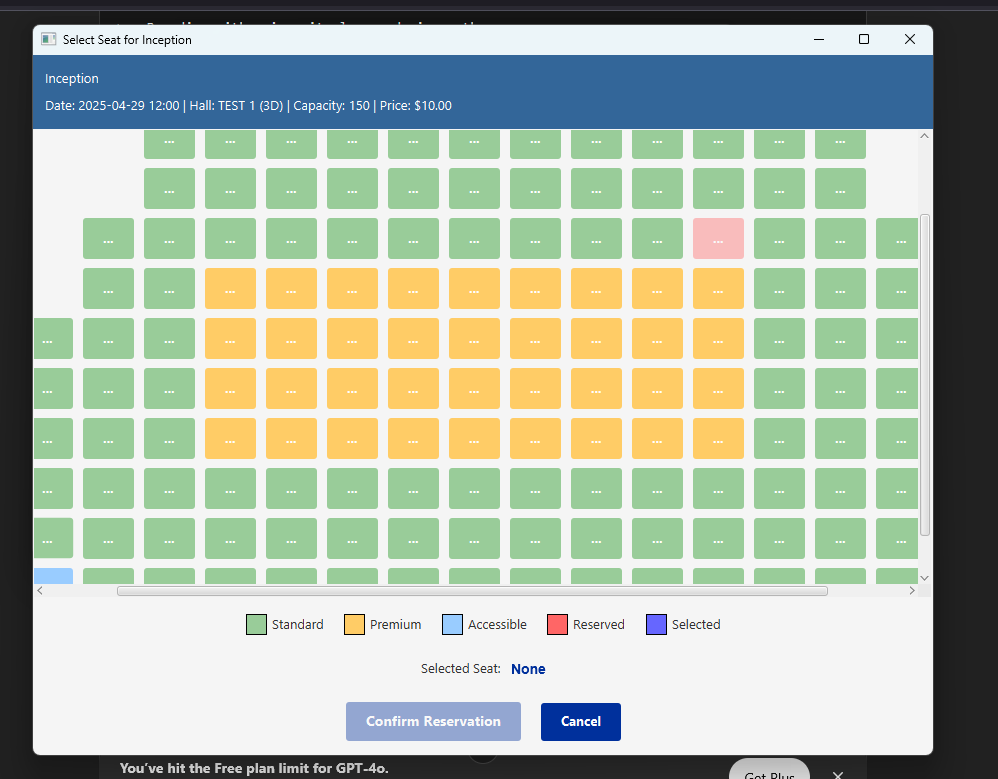 Select Seat for Inception
Inception
Date: 2025-04-29 12:00 | Hall: TEST 1 (3D) | Capacity: 150 | Price: $10.00
... ... ... ... ... ... ... ... ... ... ... ...
... ... ... ... ... ... ... ... ... ... ... ...
... ... ... ... ... ... ... ... ... ... ... ... ... ...
... ... ... ... ... ... ... ... ... ... ... ... ... ...
... ... ... ... ... ... ... ... ... ... ... ... ... ... ...
... ... ... ... ... ... ... ... ... ... ... ... ... ... ...
... ... ... ... ... ... ... ... ... ... ... ... ... ... ...
... ... ... ... ... ... ... ... ... ... ... ... ... ... ...
... ... ... ... ... ... ... ... ... ... ... ... ... ... ...
Standard Premium Accessible Reserved Selected
Selected Seat: None
Confirm Reservation Cancel
You've hit the Free plan limit for GPT-4o.
Get Plus